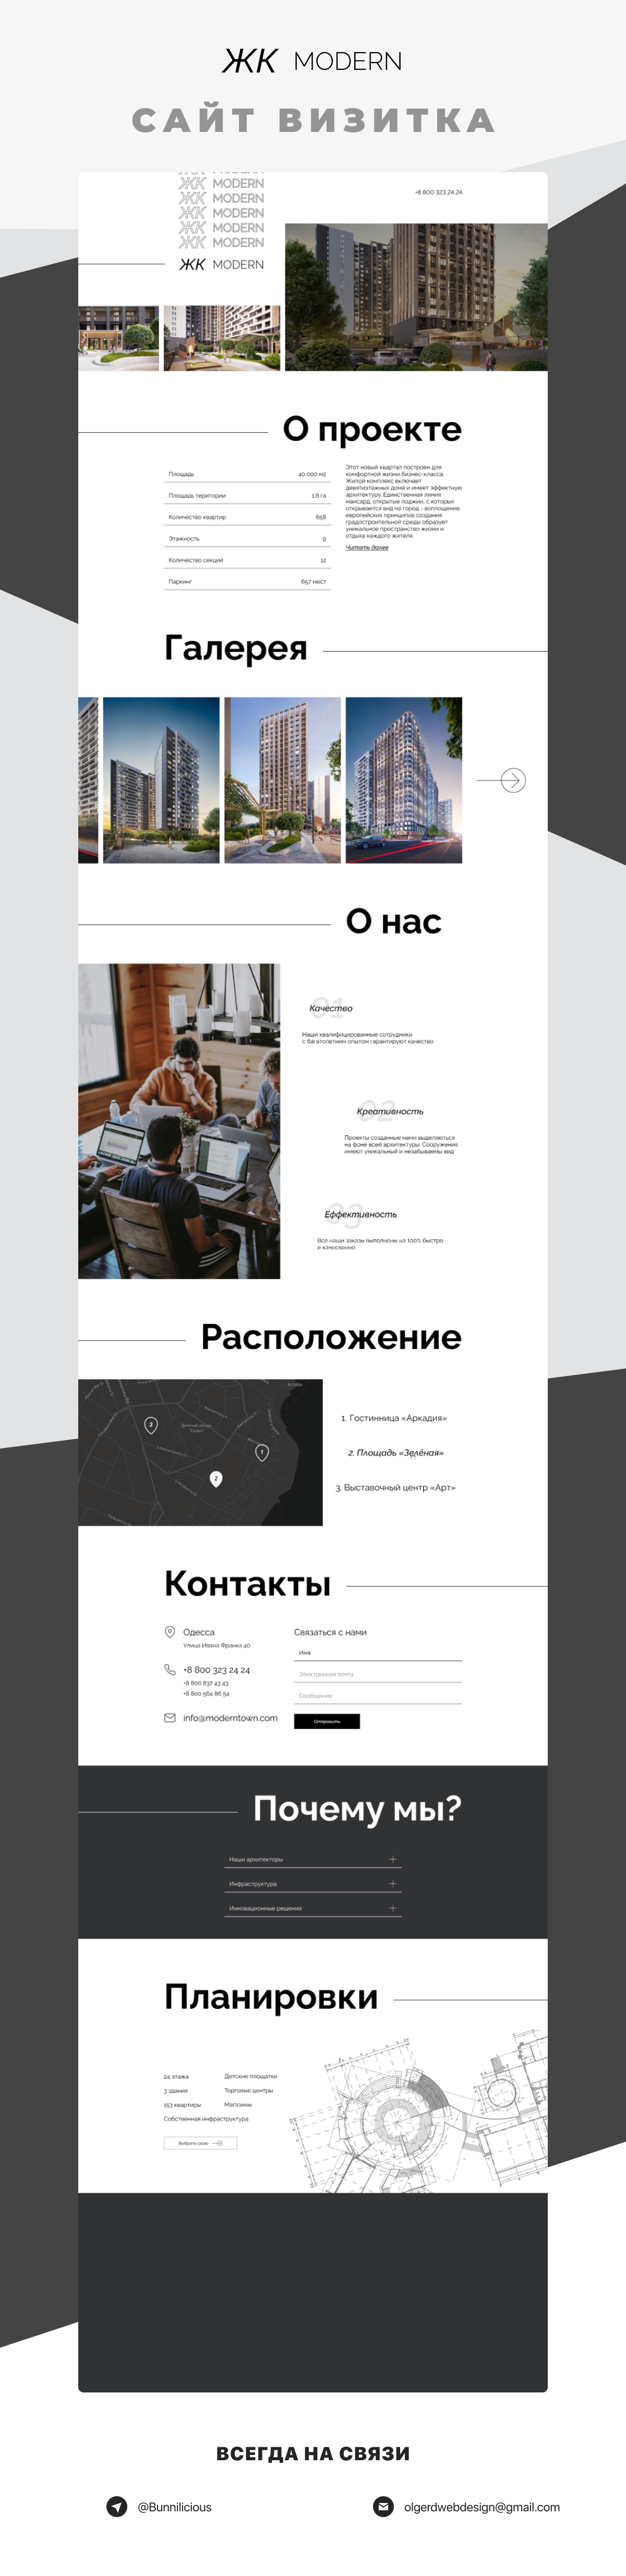 ЖК MODERN
САЙТ ВИЗИТКА
ЖК MODERN
ЖК MODERN
ЖК MODERN
ЖК MODERN
ЖК MODERN
ЖК MODERN
+8 800 323 24 24
О проекте
Площадь 40 000 м2
Площадь територии 1.8 га
Количество квартир 658
Этажность 9
Количество секций 12
Паркинг 657 мест
Этот новый квартал построен для
комфортной жизни бизнес-класса.
Жилой комплекс включает
девятиэтажных дома и имеет эффектную
архитектуру. Единственная линия
мансард, открытые лоджии, с которых
открывается вид на город - воплощение
европейских принципов создания
градостроительной среды образует
уникальное пространство жизни и
отдыха каждого жителя.
Читать далее
Галерея
О нас
01
Качество
Наши квалифицированные сотрудники
с багатолетним опытом гарантируют качество
02
Креативность
Проекты созданные нами выделяються
на фоне всей архитектуры. Сооружения
имеют уникальный и незабываемы вид
03
Еффективность
Все наши заказы выполнены на 100% быстро
и качественно
Расположение
3
1
2
1. Гостинница «Аркадия»
2. Площадь «Зелёная»
3. Выставочный центр «Арт»
Контакты
Одесса
Улица Ивана Франка 40
+8 800 323 24 24
+8 800 837 43 43
+8 800 564 86 54
info@moderntown.com
Связаться с нами
Имя
Электронная почта
Сообщение
Отправить
Почему мы?
Наши архитекторы
Инфраструктура
Инновационные решения
Планировки
24 этажа Детские площатки
3 здания Торговые центры
153 квартиры Магазины
Собственная инфраструктура
Выбрать свою
ВСЕГДА НА СВЯЗИ
@Bunnilicious
olgerdwebdesign@gmail.com